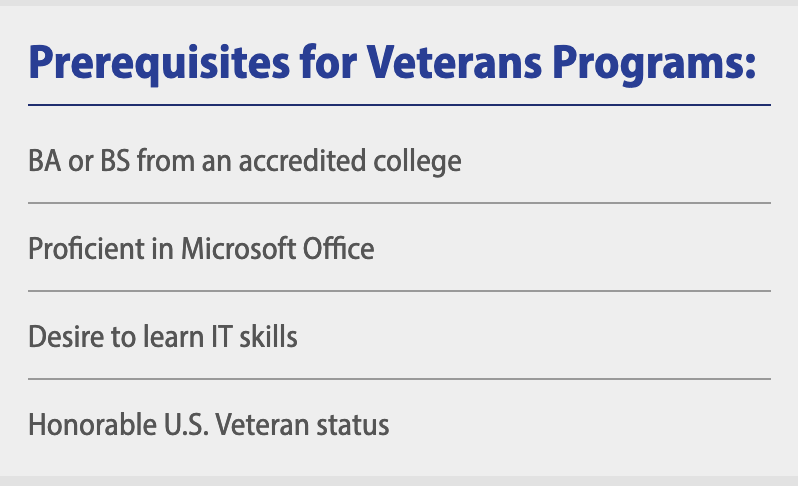 Prerequisites for Veterans Programs:
BA or BS from an accredited college
Proficient in Microsoft Office
Desire to learn IT skills
Honorable U.S. Veteran status